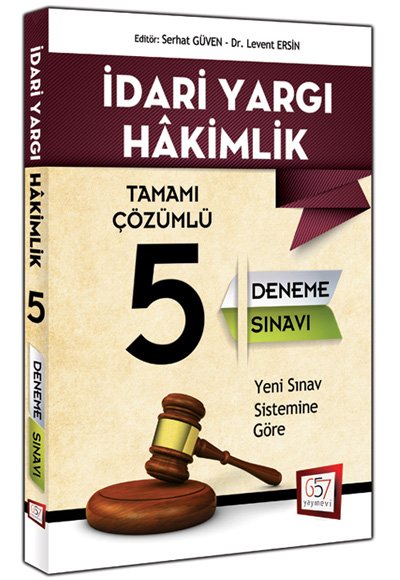 Editör: Serhat GÜVEN - Dr. Levent ERSİN
İDARİ YARGI
HÂKİMLİK
TAMAMI
ÇÖZÜMLÜ
5
DENEME
SINAVI
Yeni Sınav
Sistemine
Göre
657
yayınevi
İDARİ YARGI
HÂKİMLİK
5
DENEME
SINAVI